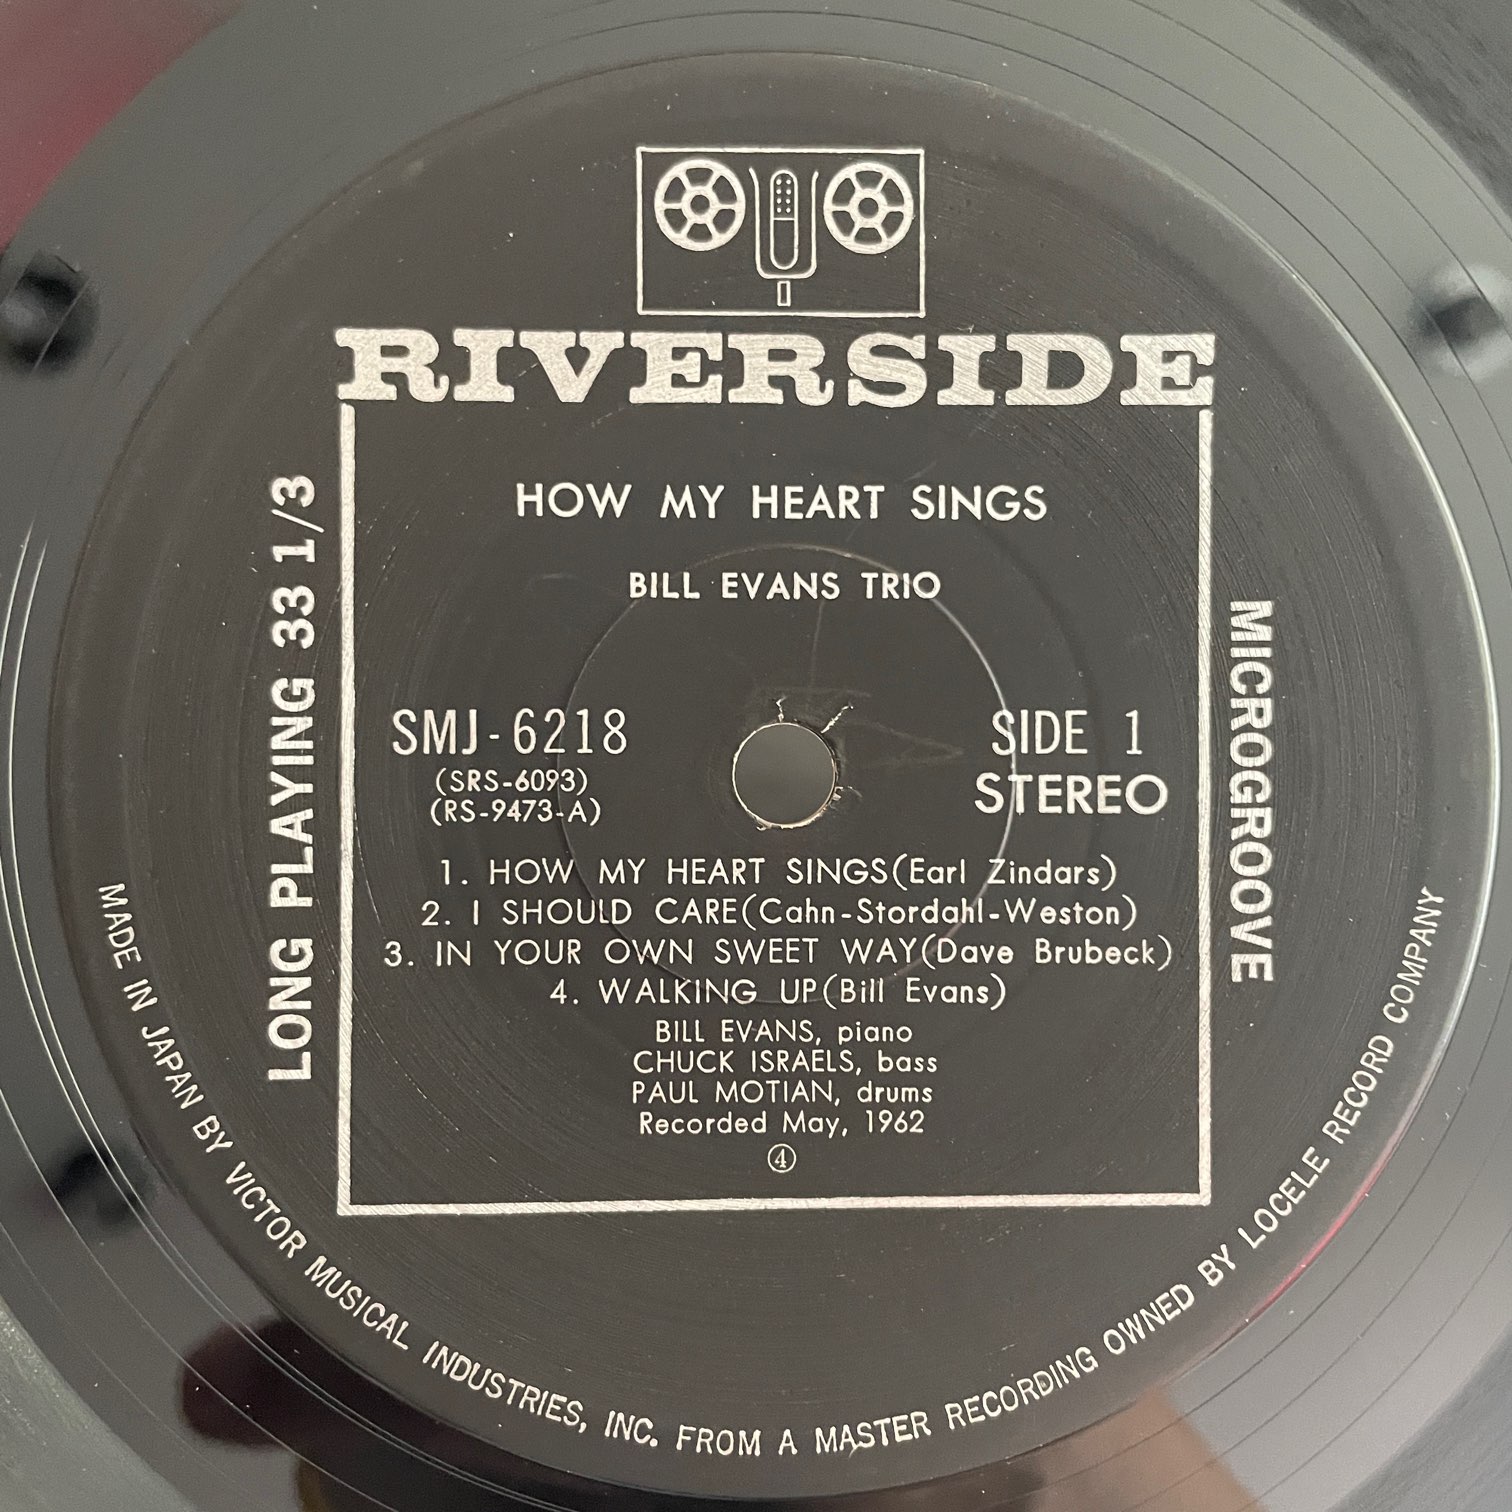 RIVERSIDE
HOW MY HEART SINGS
BILL EVANS TRIO
SMJ-6218
(SRS-6093)
(RS-9473-A)
SIDE 1
STEREO
1. HOW MY HEART SINGS(Earl Zindars)
2. I SHOULD CARE(Cahn-Stordahl-Weston)
3. IN YOUR OWN SWEET WAY(Dave Brubeck)
4. WALKING UP(Bill Evans)
BILL EVANS, piano
CHUCK ISRAELS, bass
PAUL MOTIAN, drums
Recorded May, 1962
④
LONG PLAYING 33 1/3
MICROGROOVE
MADE IN JAPAN BY VICTOR MUSICAL INDUSTRIES, INC. FROM A MASTER RECORDING OWNED BY LOCELE RECORD COMPANY